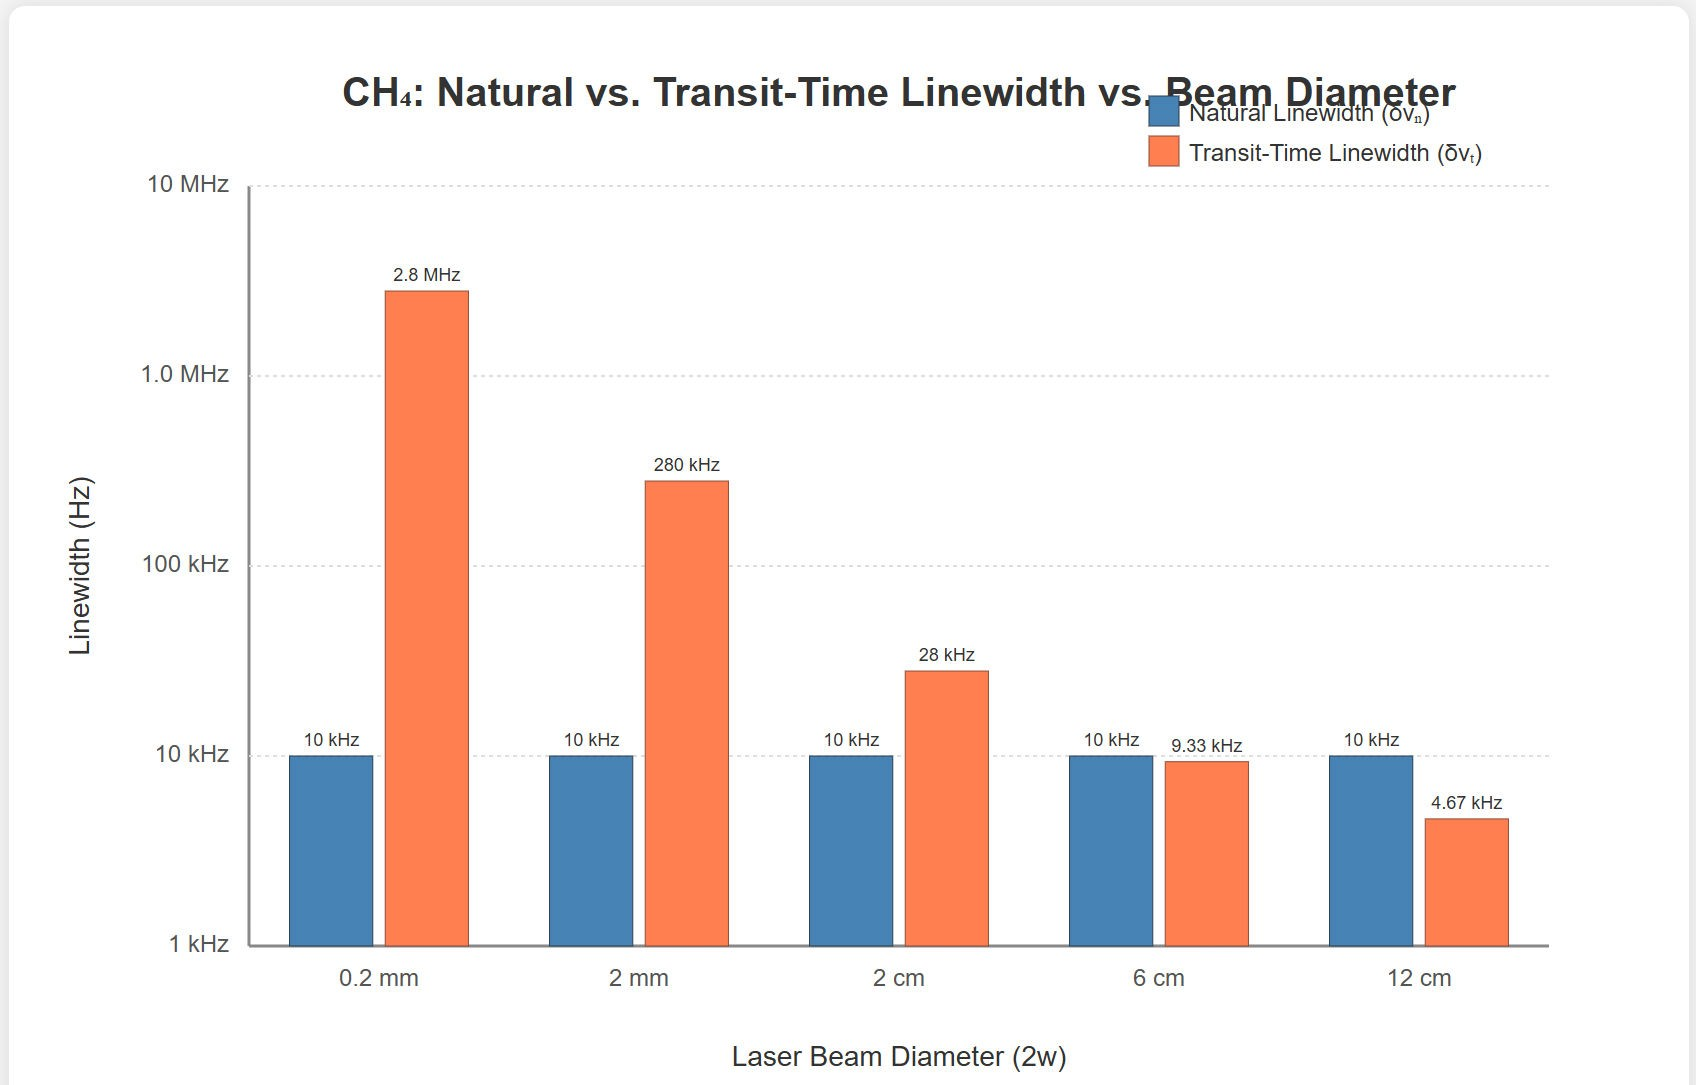 CH₄: Natural vs. Transit-Time Linewidth vs. Beam Diameter
Natural Linewidth (δνₙ)
Transit-Time Linewidth (δνₜ)
10 MHz
1.0 MHz
100 kHz
10 kHz
1 kHz
Linewidth (Hz)
2.8 MHz
280 kHz
28 kHz
10 kHz
10 kHz
10 kHz
10 kHz
9.33 kHz
10 kHz
4.67 kHz
0.2 mm
2 mm
2 cm
6 cm
12 cm
Laser Beam Diameter (2w)